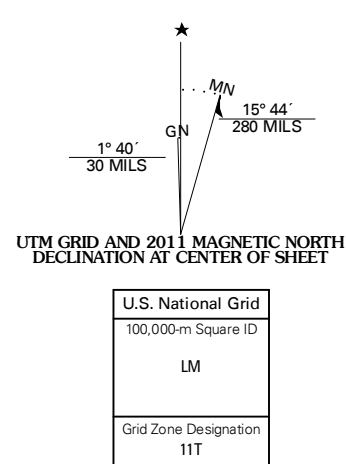 MN
15° 44´
280 MILS
GN
1° 40´
30 MILS
UTM GRID AND 2011 MAGNETIC NORTH
DECLINATION AT CENTER OF SHEET
U.S. National Grid
100,000-m Square ID
LM
Grid Zone Designation
11T